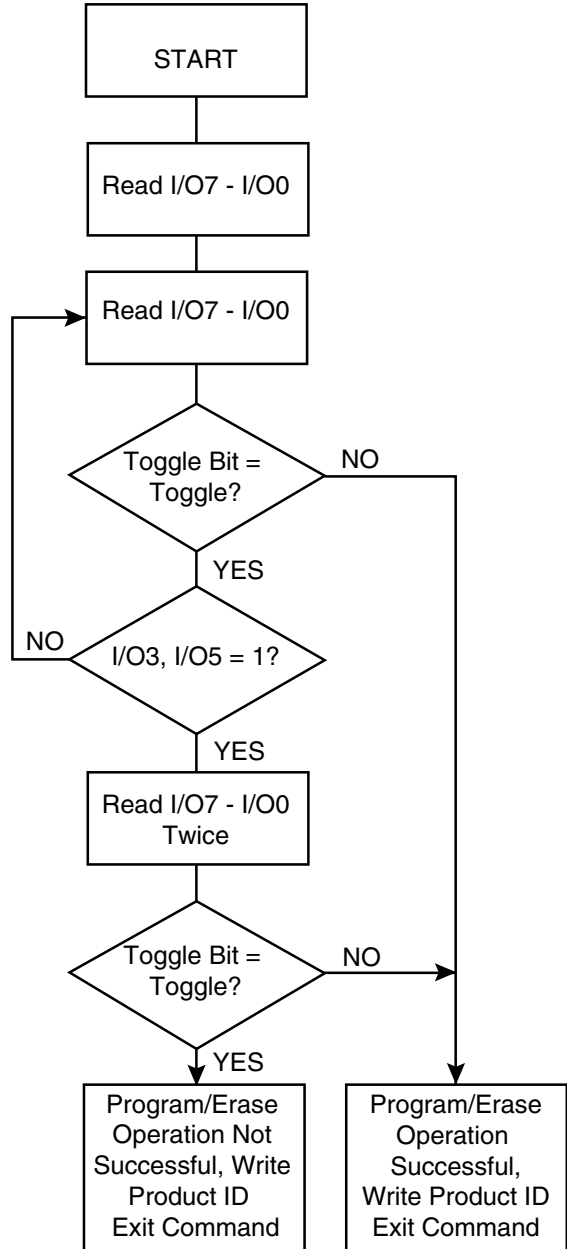 START
Read I/O7 - I/O0
Read I/O7 - I/O0
Toggle Bit =
Toggle?
NO
YES
NO
I/O3, I/O5 = 1?
YES
Read I/O7 - I/O0
Twice
Toggle Bit =
Toggle?
NO
YES
Program/Erase
Operation Not
Successful, Write
Product ID
Exit Command
Program/Erase
Operation
Successful,
Write Product ID
Exit Command